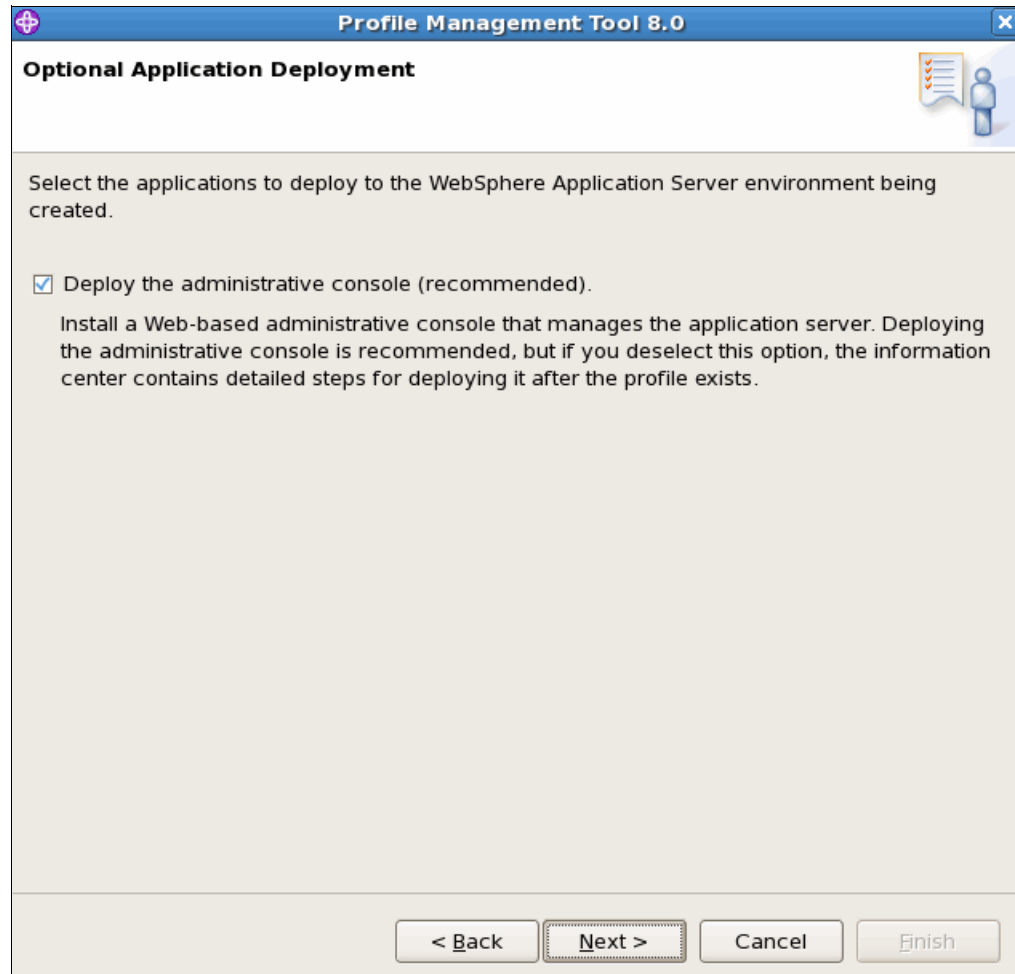 Profile Management Tool 8.0
Optional Application Deployment
Select the applications to deploy to the WebSphere Application Server environment being
created.
Deploy the administrative console (recommended).
Install a Web-based administrative console that manages the application server. Deploying
the administrative console is recommended, but if you deselect this option, the information
center contains detailed steps for deploying it after the profile exists.
< Back
Next >
Cancel
Finish